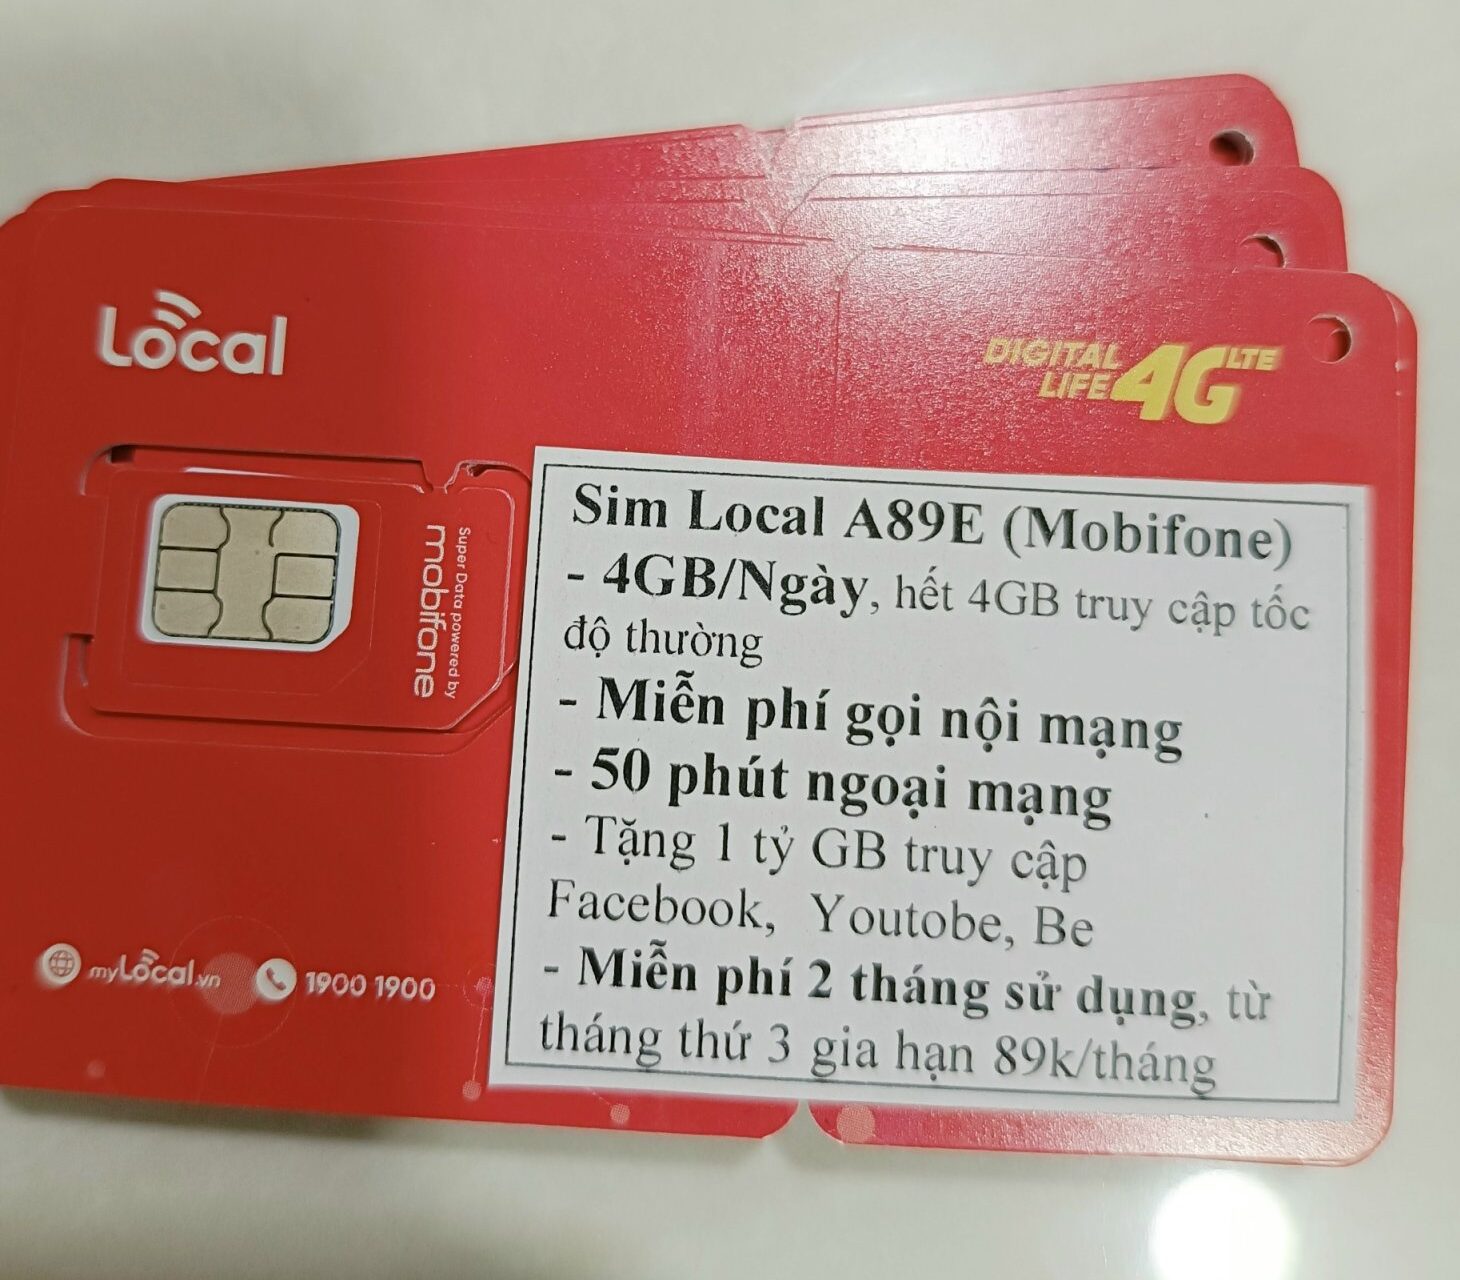 Local
DIGITAL
LIFE 4G LTE
Super Data powered by
mobifone
Sim Local A89E (Mobifone)
- 4GB/Ngày, hết 4GB truy cập tốc
độ thường
- Miễn phí gọi nội mạng
- 50 phút ngoại mạng
- Tặng 1 tỷ GB truy cập
Facebook, Youtobe, Be
- Miễn phí 2 tháng sử dụng, từ
tháng thứ 3 gia hạn 89k/tháng
myLocal.vn 1900 1900